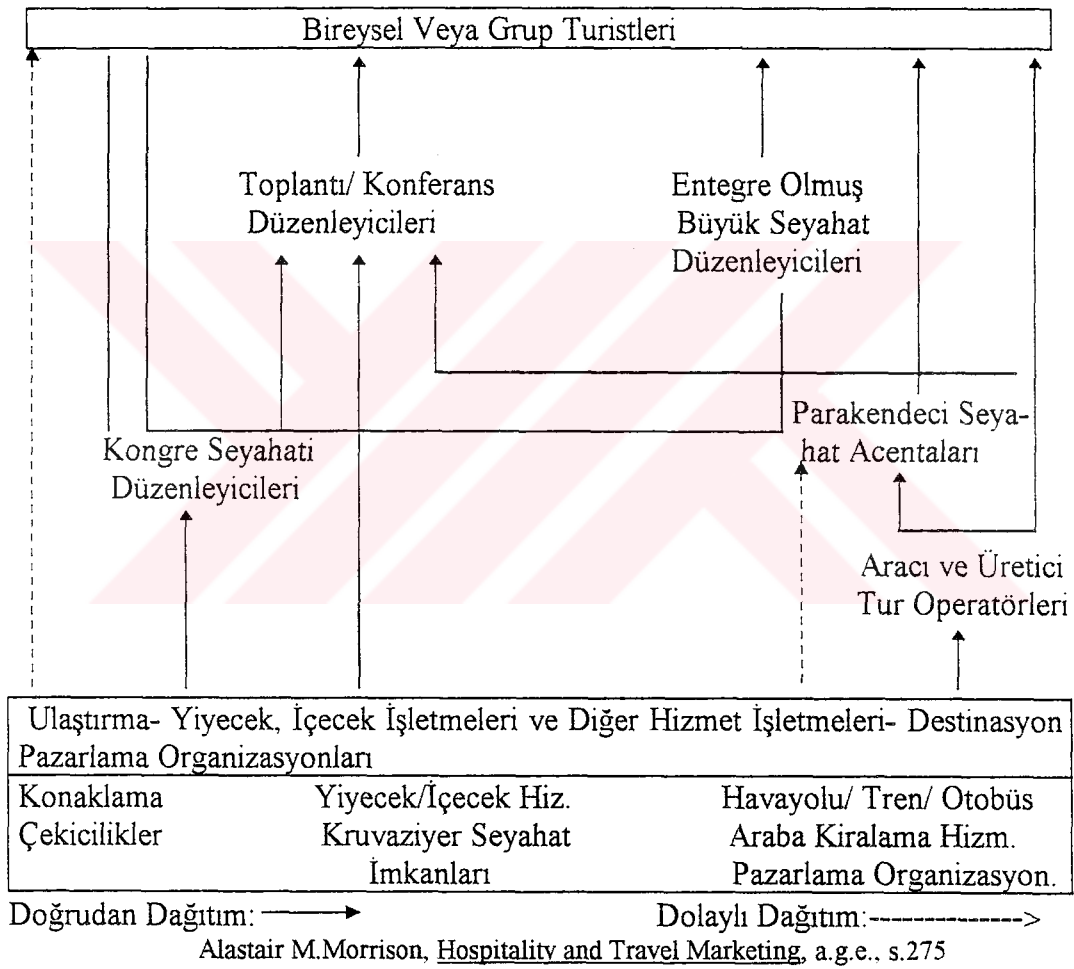 Bireysel Veya Grup Turistleri
Toplantı/ Konferans
Düzenleyicileri
Entegre Olmuş
Büyük Seyahat
Düzenleyicileri
Parakendeci Seya-
hat Acentaları
Kongre Seyahati
Düzenleyicileri
Aracı ve Üretici
Tur Operatörleri
Ulaştırma- Yiyecek, İçecek İşletmeleri ve Diğer Hizmet İşletmeleri- Destinasyon
Pazarlama Organizasyonları
Konaklama Yiyecek/İçecek Hiz. Havayolu/ Tren/ Otobüs
Çekicilikler Kruvaziyer Seyahat Araba Kiralama Hizm.
İmkanları Pazarlama Organizasyon.
Doğrudan Dağıtım: Dolaylı Dağıtım:
Alastair M.Morrison, Hospitality and Travel Marketing, a.g.e., s.275